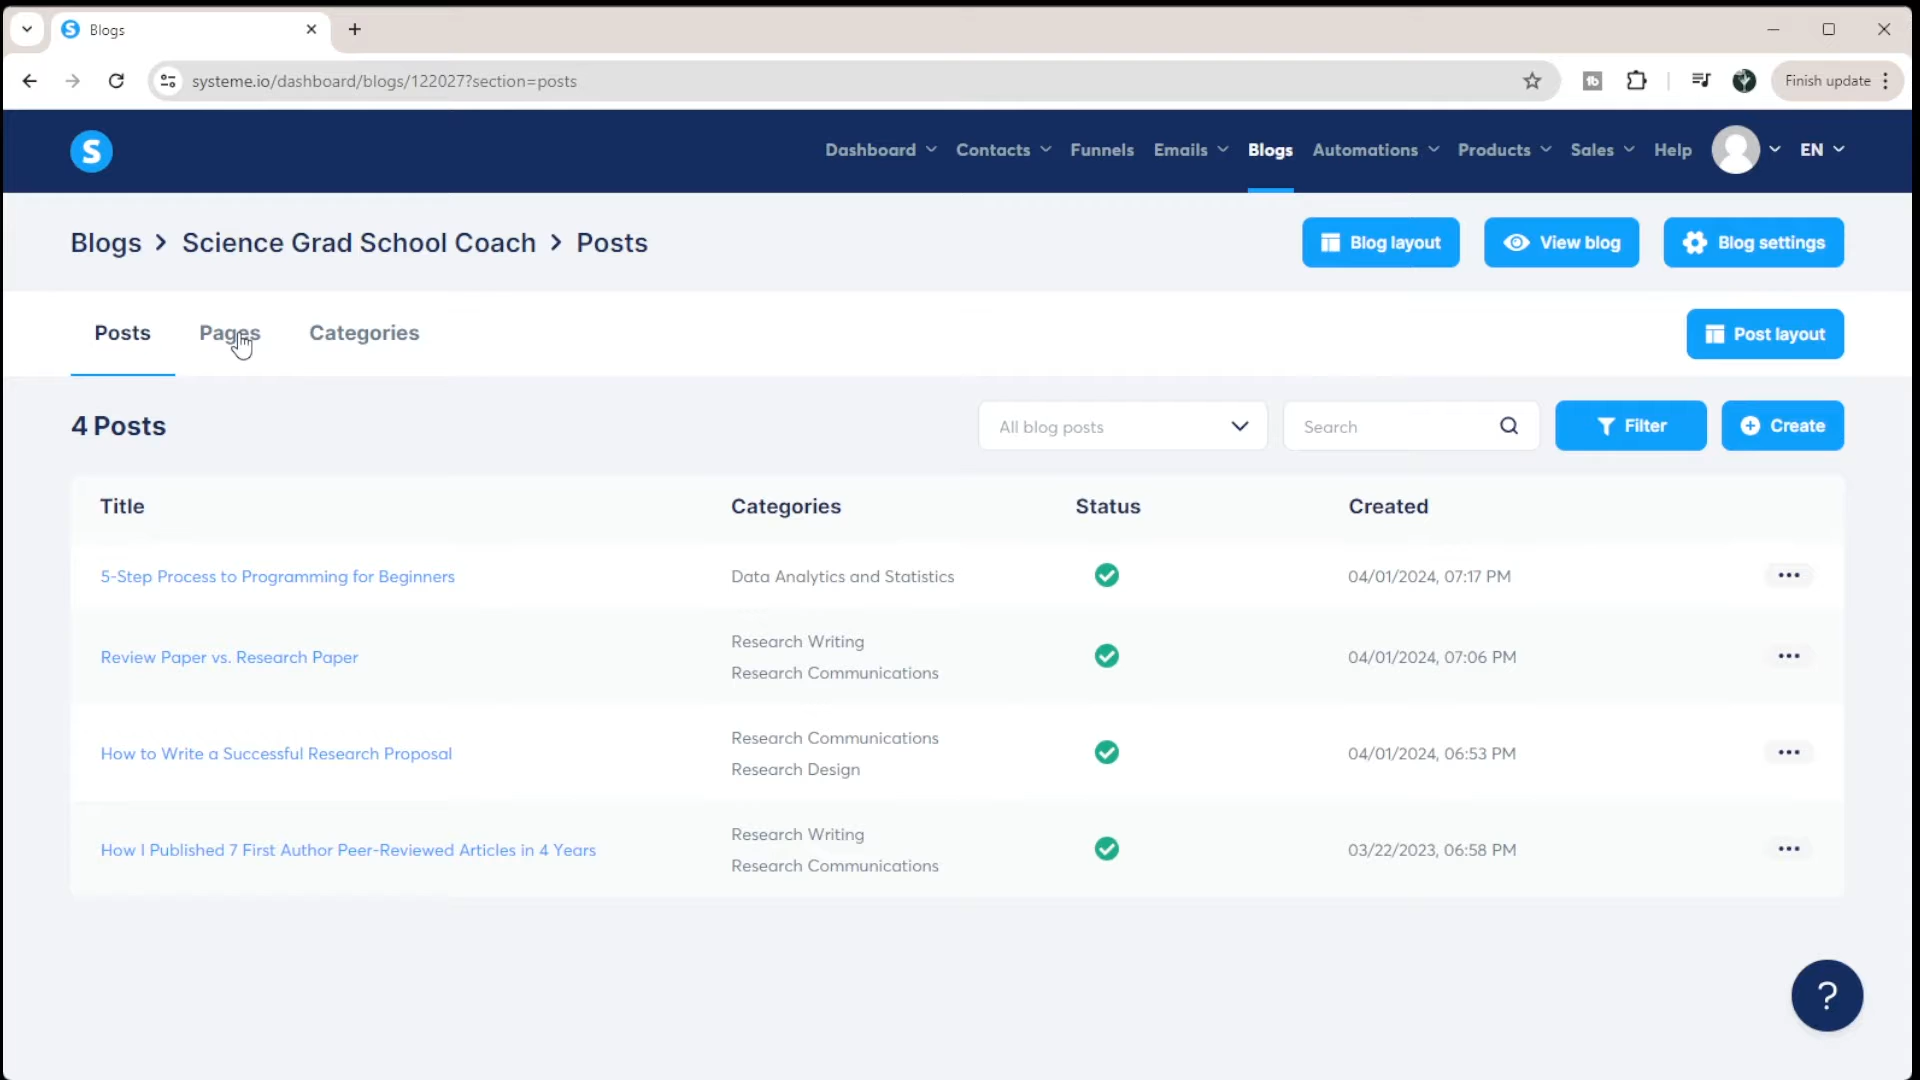 Blogs
systeme.io/dashboard/blogs/122027?section=posts
Finish update
S
Dashboard Contacts Funnels Emails Blogs Automations Products Sales Help EN
Blogs > Science Grad School Coach > Posts
Blog layout
View blog
Blog settings
Posts Pages Categories
Post layout
4 Posts
All blog posts
Search
Filter
Create
Title Categories Status Created
5-Step Process to Programming for Beginners
Data Analytics and Statistics
04/01/2024, 07:17 PM
Review Paper vs. Research Paper
Research Writing
Research Communications
04/01/2024, 07:06 PM
How to Write a Successful Research Proposal
Research Communications
Research Design
04/01/2024, 06:53 PM
How I Published 7 First Author Peer-Reviewed Articles in 4 Years
Research Writing
Research Communications
03/22/2023, 06:58 PM
?